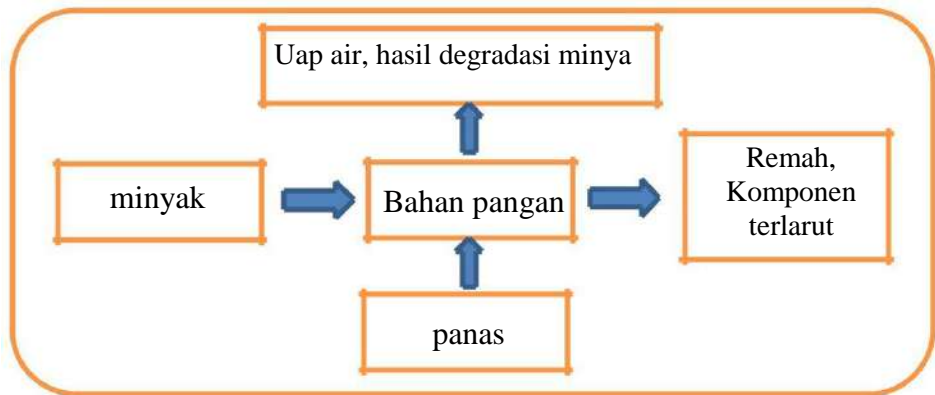 Uap air, hasil degradasi minya
minyak
Bahan pangan
Remah,
Komponen
terlarut
panas